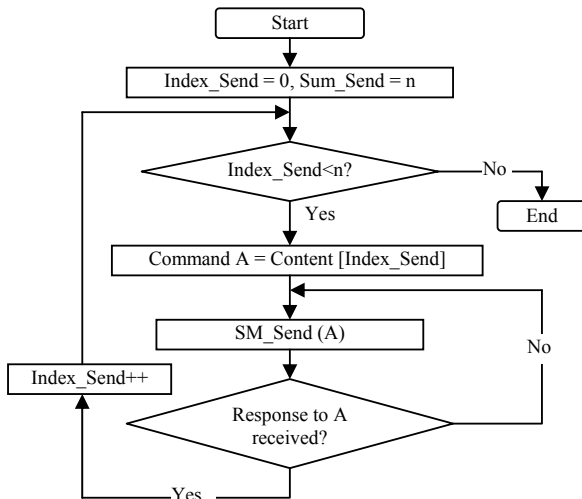 Start
Index_Send = 0, Sum_Send = n
Index_Send<n?
No
Yes
End
Command A = Content [Index_Send]
SM_Send (A)
No
Index_Send++
Response to A
received?
Yes